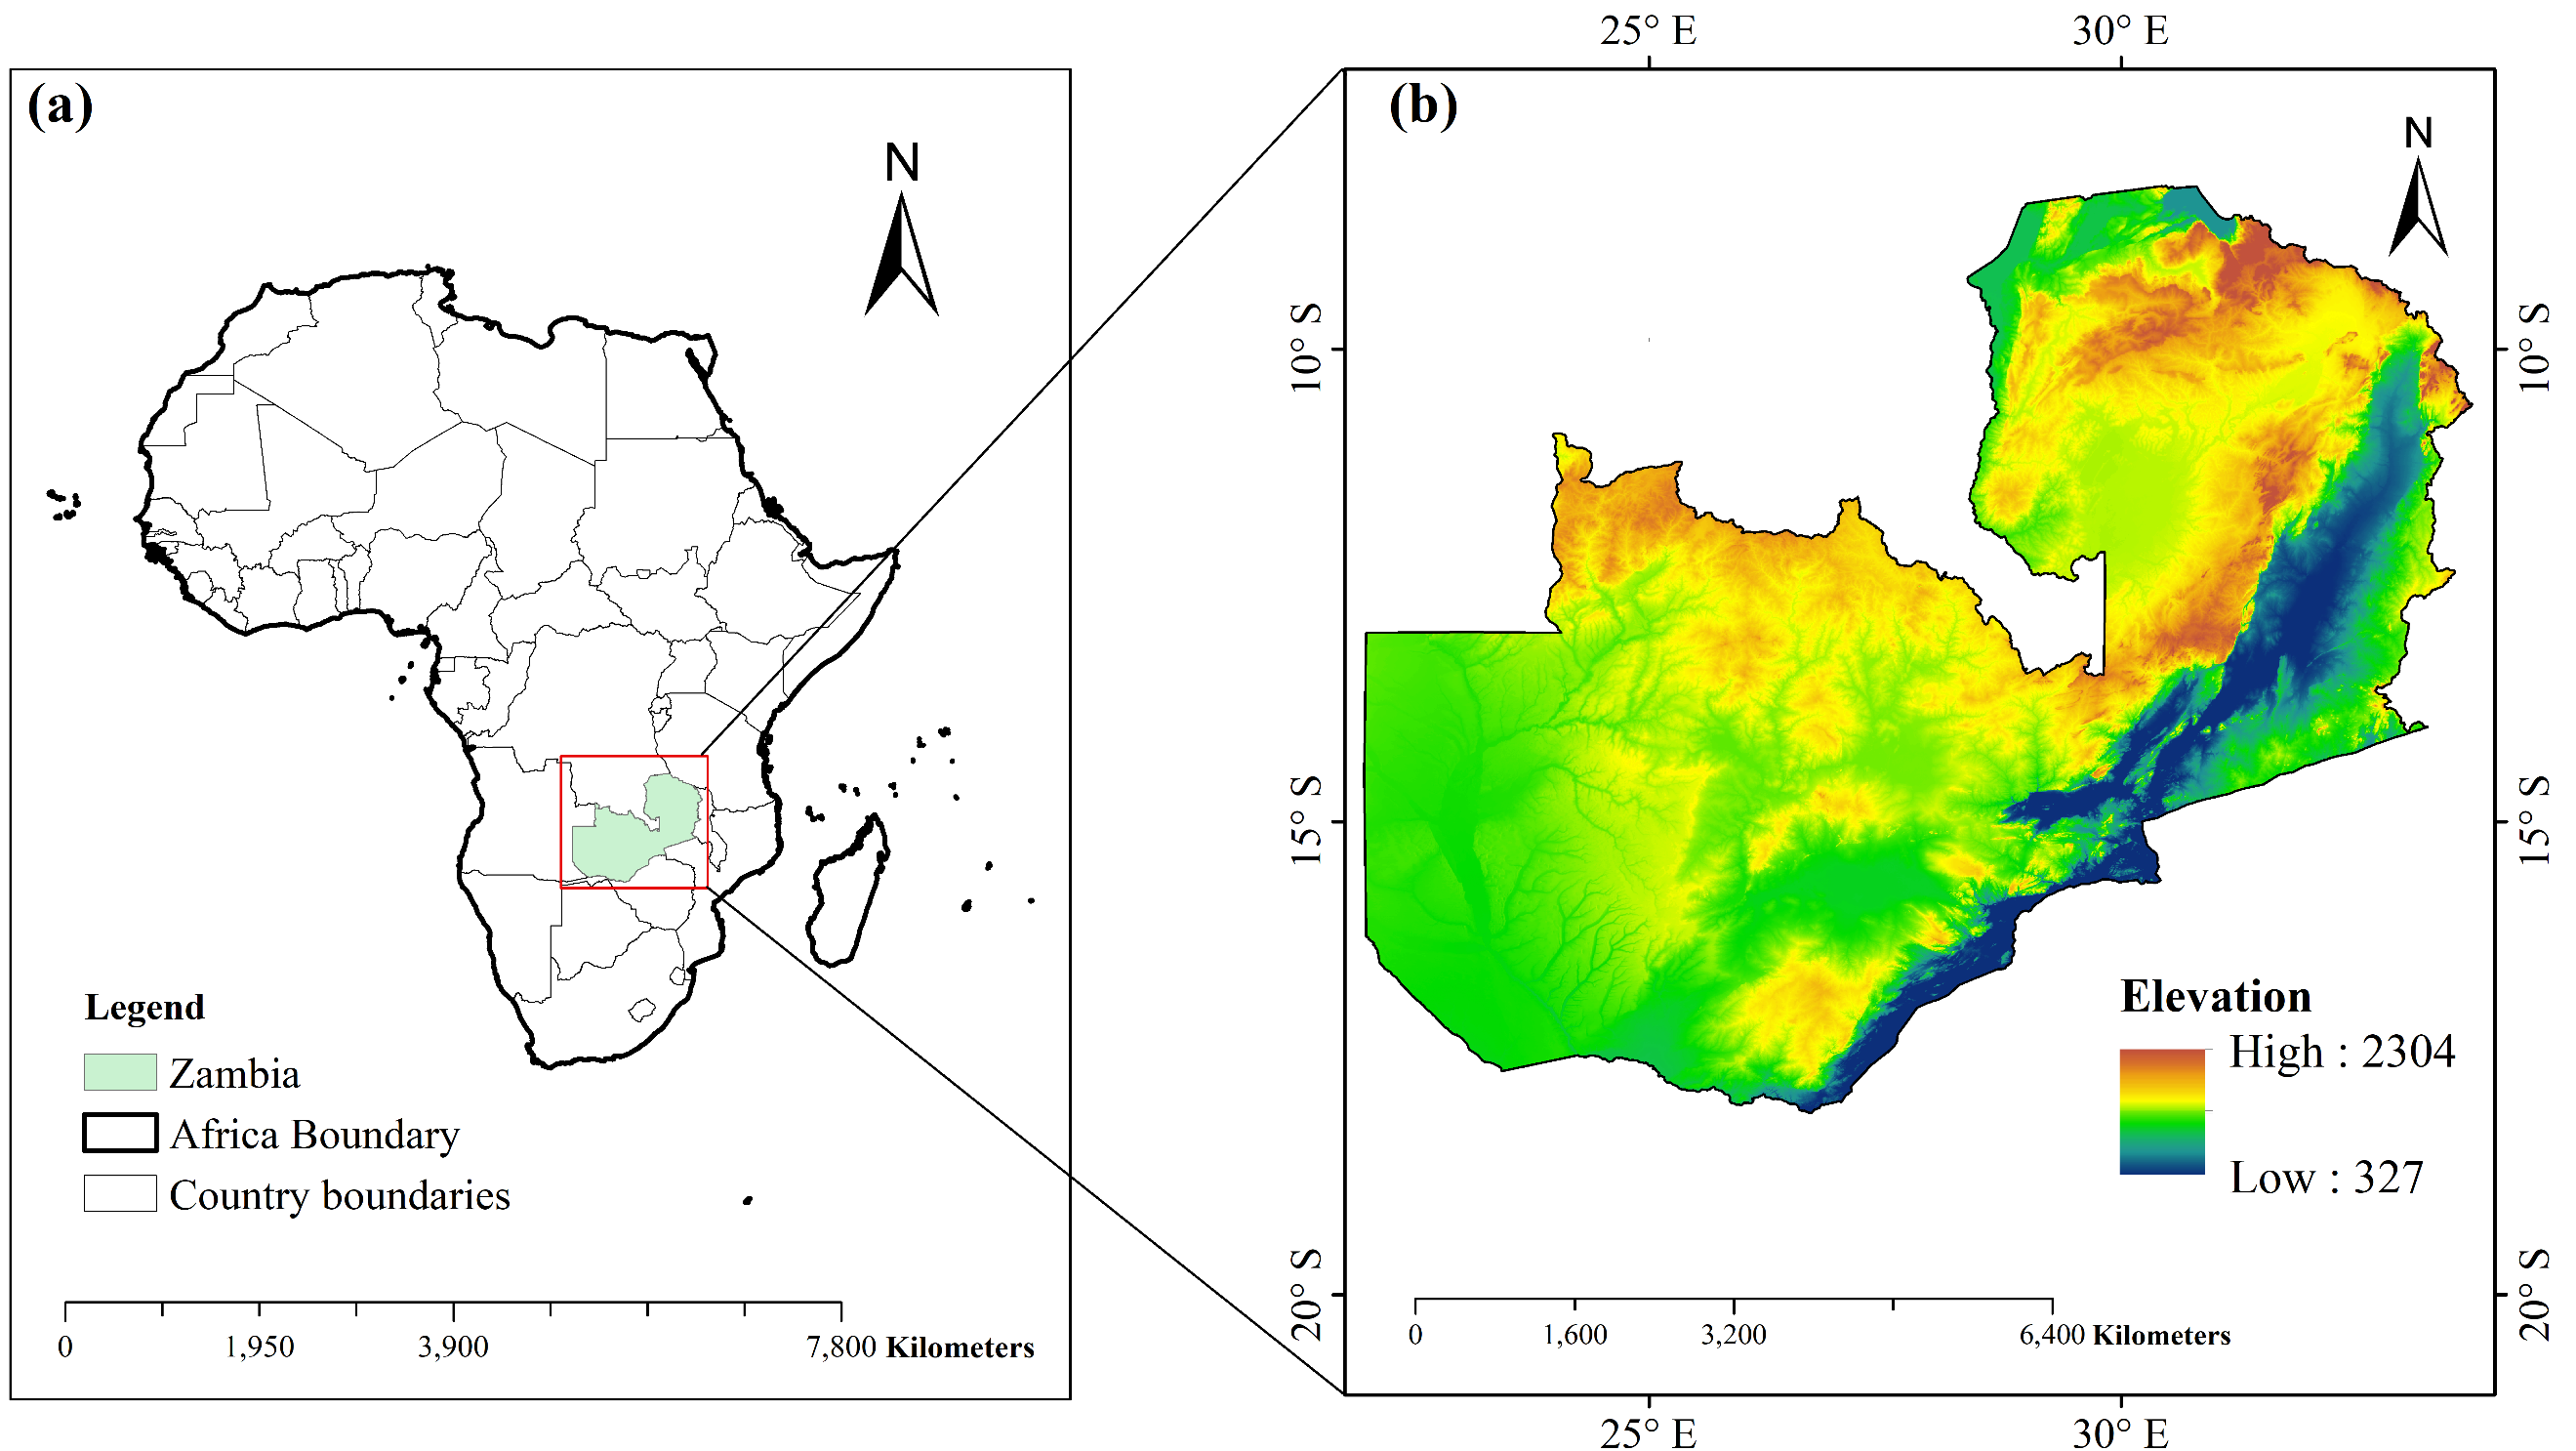 (a)
N
Legend
Zambia
Africa Boundary
Country boundaries
0 1,950 3,900 7,800 Kilometers
25° E 30° E
(b)
N
10° S 10° S
15° S 15° S
Elevation
High : 2304
Low : 327
20° S 20° S
0 1,600 3,200 6,400 Kilometers
25° E 30° E